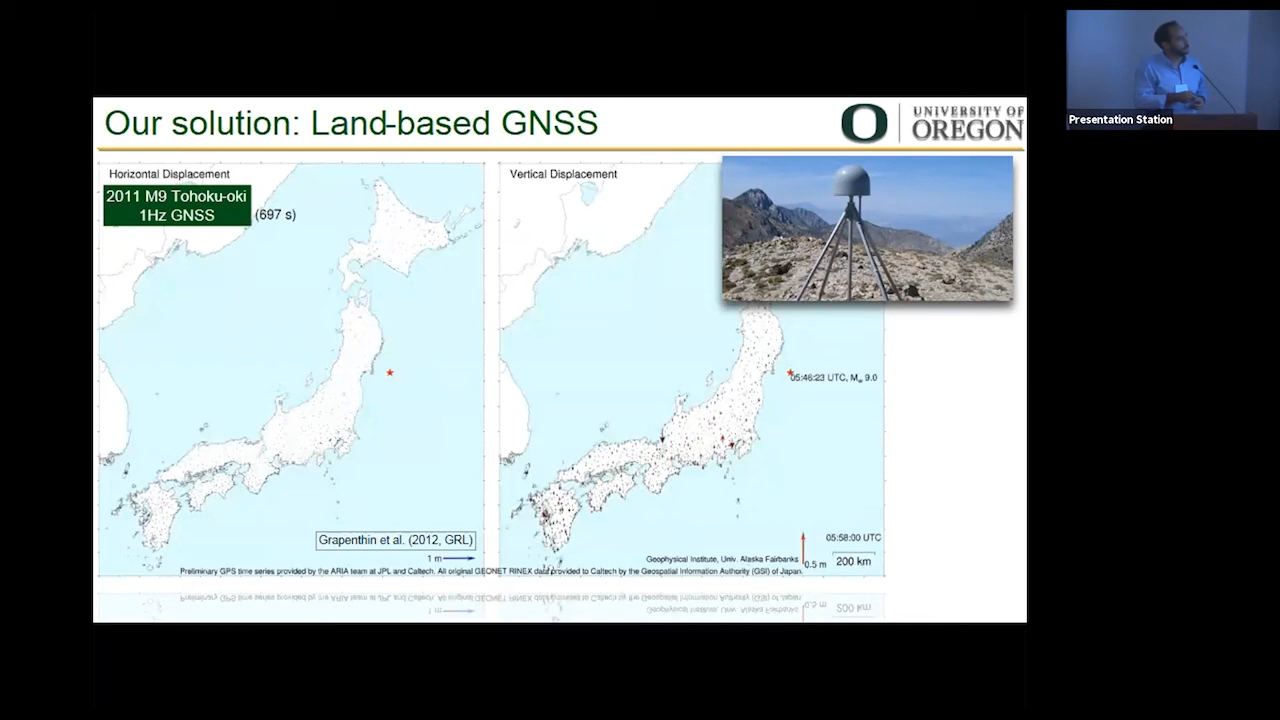 Our solution: Land-based GNSS
UNIVERSITY OF
OREGON
Presentation Station
Horizontal Displacement
2011 M9 Tohoku-oki
1Hz GNSS
(697 s)
Grapenthin et al. (2012, GRL)
1 m
Vertical Displacement
05:46:23 UTC, Mw 9.0
05:58:00 UTC
Geophysical Institute, Univ. Alaska Fairbanks
0.5 m
200 km
Preliminary GPS time series provided by the ARIA team at JPL and Caltech. All original GEONET RINEX data provided to Caltech by the Geospatial Information Authority (GSI) of Japan.